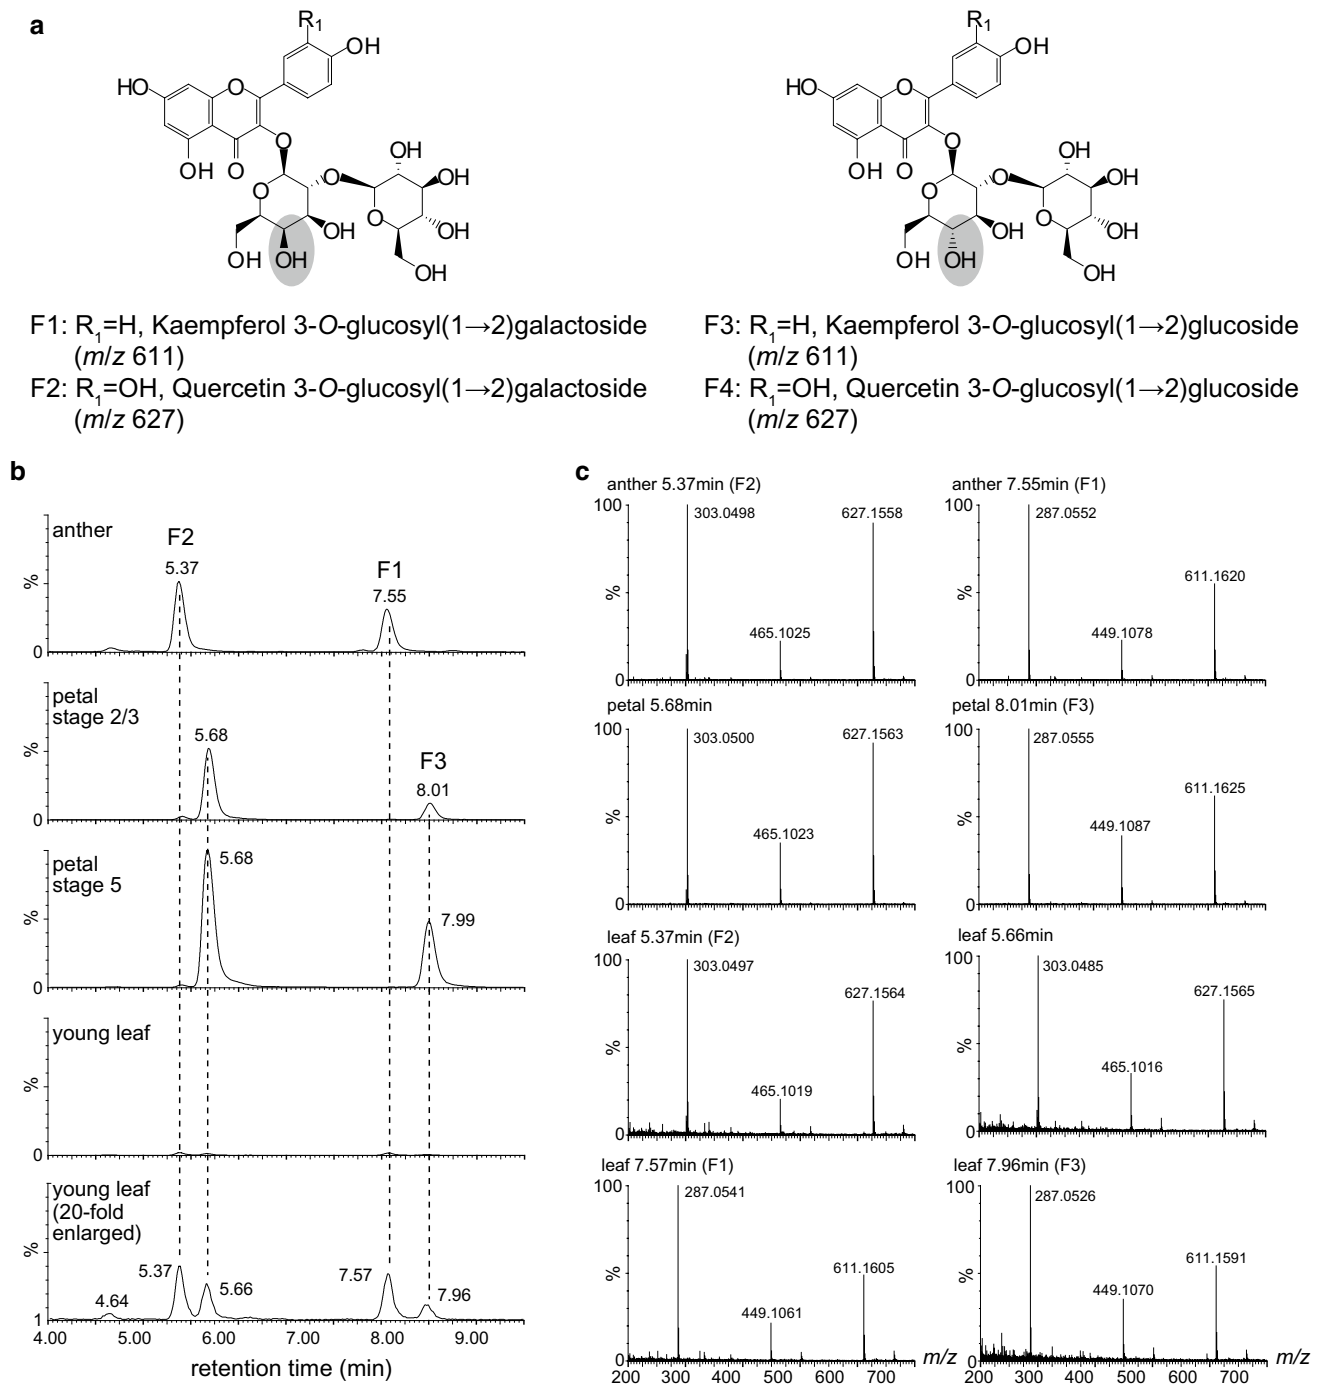 a
R1
OH
HO
O
O
OH
O
OH
O
O
OH
OH
O
OH
OH
OH
OH
R1
OH
HO
O
O
OH
O
OH
O
O
OH
OH
O
OH
OH
OH
OH
F1: R1=H, Kaempferol 3-O-glucosyl(1→2)galactoside
(m/z 611)
F2: R1=OH, Quercetin 3-O-glucosyl(1→2)galactoside
(m/z 627)
F3: R1=H, Kaempferol 3-O-glucosyl(1→2)glucoside
(m/z 611)
F4: R1=OH, Quercetin 3-O-glucosyl(1→2)glucoside
(m/z 627)
b
anther
F2
5.37
F1
7.55
%
0
petal
stage 2/3
5.68
F3
8.01
%
0
petal
stage 5
5.68
7.99
%
0
young leaf
%
0
young leaf
(20-fold
enlarged)
%
4.64
5.37
5.66
7.57
7.96
1
4.00 5.00 6.00 7.00 8.00 9.00
retention time (min)
c
anther 5.37min (F2)
100
303.0498
627.1558
%
465.1025
0
anther 7.55min (F1)
100
287.0552
611.1620
%
449.1078
0
petal 5.68min
100
303.0500
627.1563
%
465.1023
0
petal 8.01min (F3)
100
287.0555
611.1625
%
449.1087
0
leaf 5.37min (F2)
100
303.0497
627.1564
%
465.1019
0
leaf 5.66min
100
303.0485
627.1565
%
465.1016
0
leaf 7.57min (F1)
100
287.0541
611.1605
%
449.1061
0
m/z
200 300 400 500 600 700
leaf 7.96min (F3)
100
287.0526
611.1591
%
449.1070
0
m/z
200 300 400 500 600 700